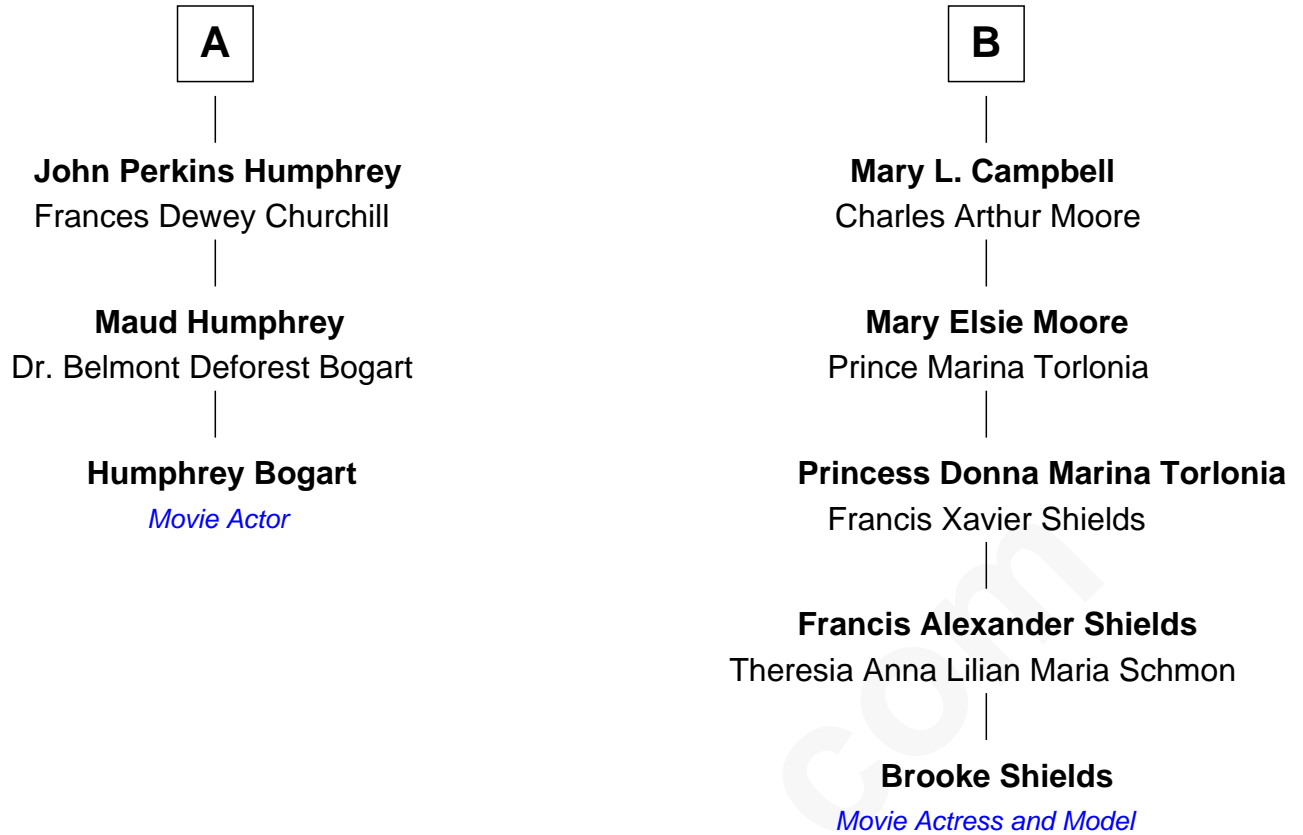 A
John Perkins Humphrey
Frances Dewey Churchill
Maud Humphrey
Dr. Belmont Deforest Bogart
Humphrey Bogart
Movie Actor
B
Mary L. Campbell
Charles Arthur Moore
Mary Elsie Moore
Prince Marina Torlonia
Princess Donna Marina Torlonia
Francis Xavier Shields
Francis Alexander Shields
Theresia Anna Lilian Maria Schmon
Brooke Shields
Movie Actress and Model
com